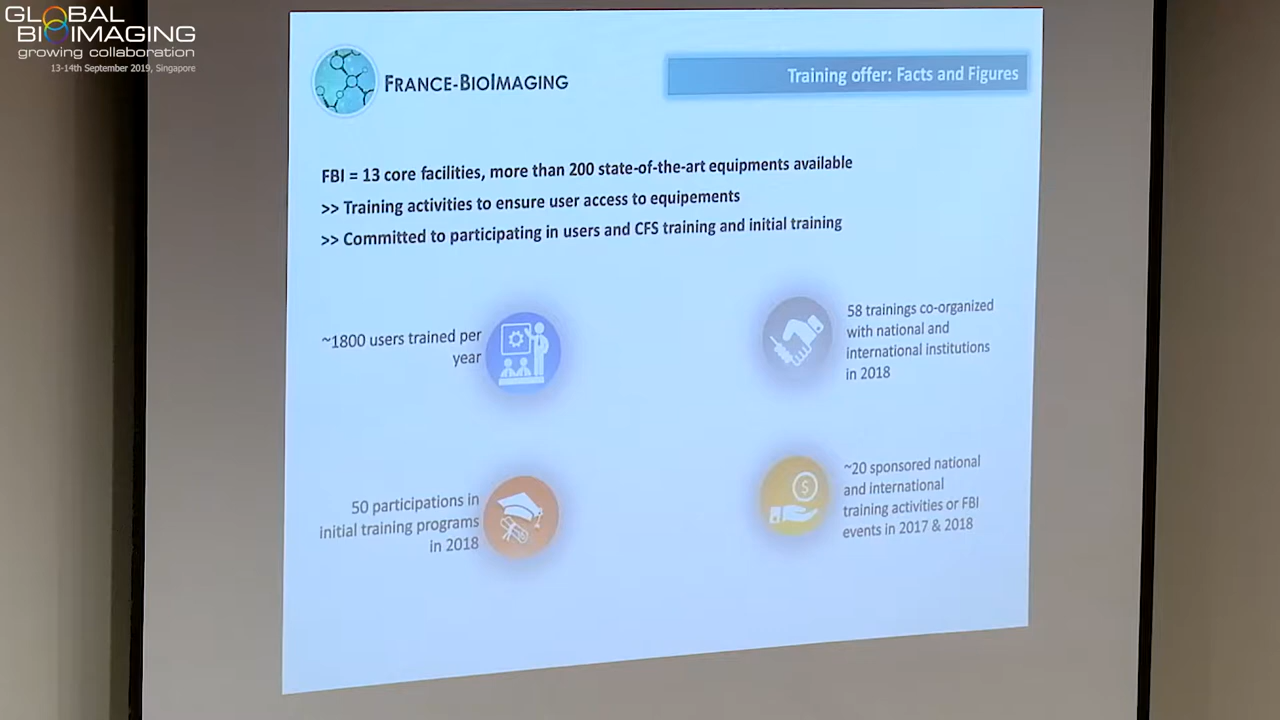 GLOBAL
BIOIMAGING
growing collaboration
13-14th September 2019, Singapore
FRANCE-BIOIMAGING
Training offer: Facts and Figures
FBI = 13 core facilities, more than 200 state-of-the-art equipments available
>> Training activities to ensure user access to equipements
>> Committed to participating in users and CFS training and initial training
~1800 users trained per
year
58 trainings co-organized
with national and
international institutions
in 2018
50 participations in
initial training programs
in 2018
$
~20 sponsored national
and international
training activities or FBI
events in 2017 & 2018